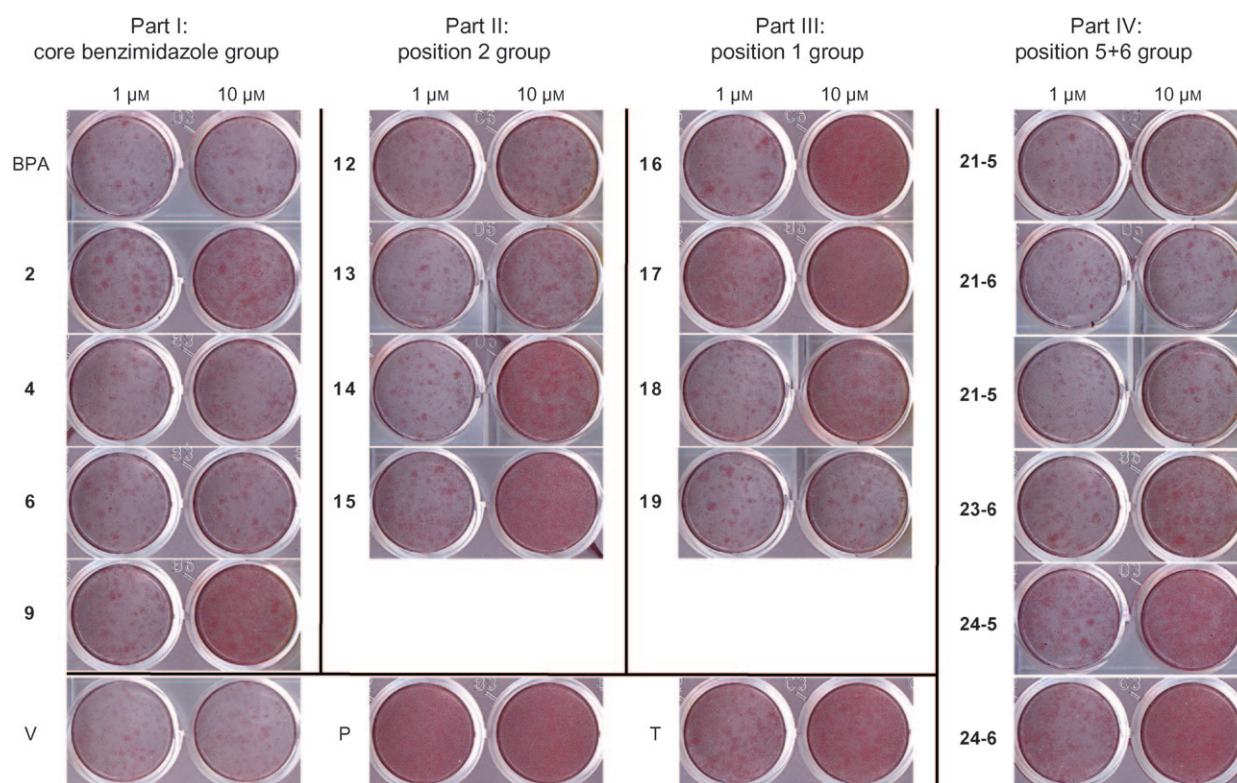 Part I:
core benzimidazole group
Part II:
position 2 group
Part III:
position 1 group
Part IV:
position 5+6 group
1 µM 10 µM 1 µM 10 µM 1 µM 10 µM 1 µM 10 µM
BPA 12 16 21-5
2 13 17 21-6
4 14 18 21-5
6 15 19 23-6
9 24-5
V P T 24-6